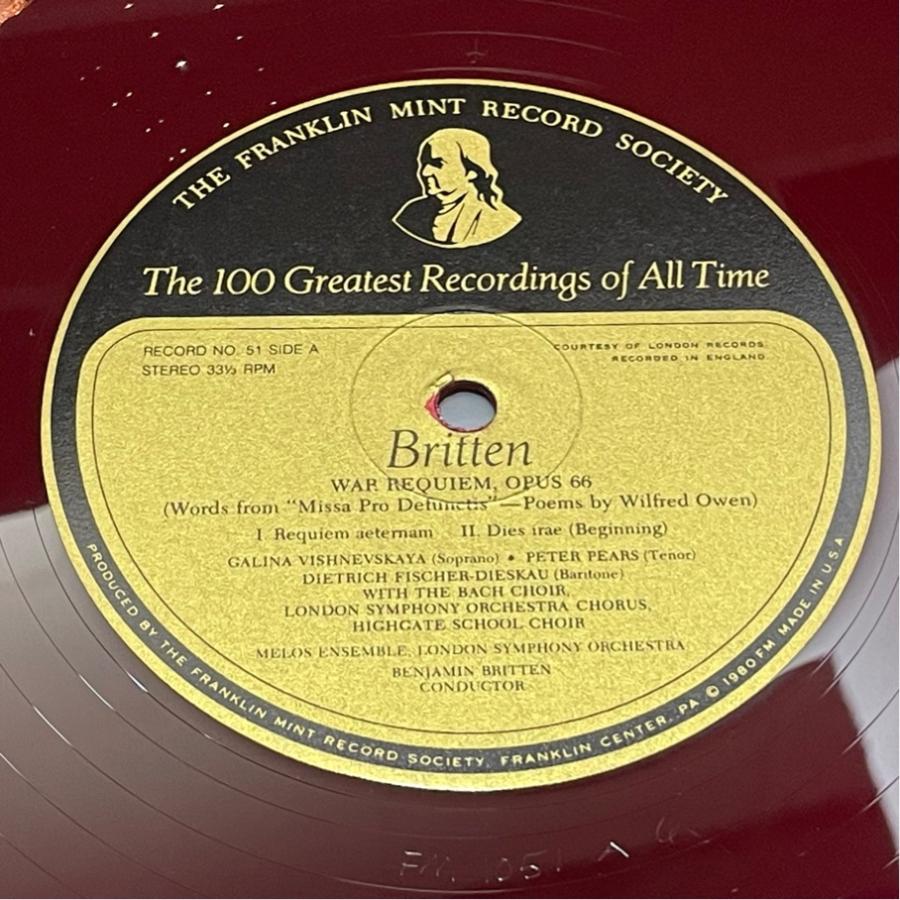 THE FRANKLIN MINT RECORD SOCIETY
The 100 Greatest Recordings of All Time
RECORD NO. 51 SIDE A
STEREO 33⅓ RPM
COURTESY OF LONDON RECORDS.
RECORDED IN ENGLAND.
Britten
WAR REQUIEM, OPUS 66
(Words from “Missa Pro Defunctis”—Poems by Wilfred Owen)
I. Requiem aeternam II. Dies irae (Beginning)
GALINA VISHNEVSKAYA (Soprano) • PETER PEARS (Tenor)
DIETRICH FISCHER-DIESKAU (Baritone)
WITH THE BACH CHOIR,
LONDON SYMPHONY ORCHESTRA CHORUS,
HIGHGATE SCHOOL CHOIR
MELOS ENSEMBLE, LONDON SYMPHONY ORCHESTRA
BENJAMIN BRITTEN
CONDUCTOR
PRODUCED BY THE FRANKLIN MINT RECORD SOCIETY, FRANKLIN CENTER, PA © 1980 FM MADE IN U.S.A.